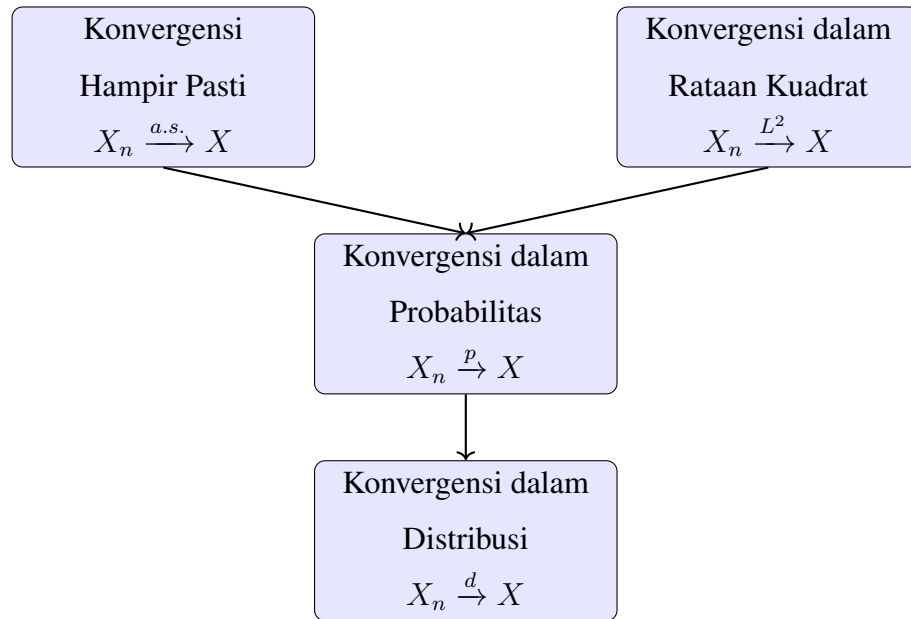 Konvergensi
Hampir Pasti
$X_n \xrightarrow{a.s.} X$
Konvergensi dalam
Rataan Kuadrat
$X_n \xrightarrow{L^2} X$
Konvergensi dalam
Probabilitas
$X_n \xrightarrow{p} X$
Konvergensi dalam
Distribusi
$X_n \xrightarrow{d} X$